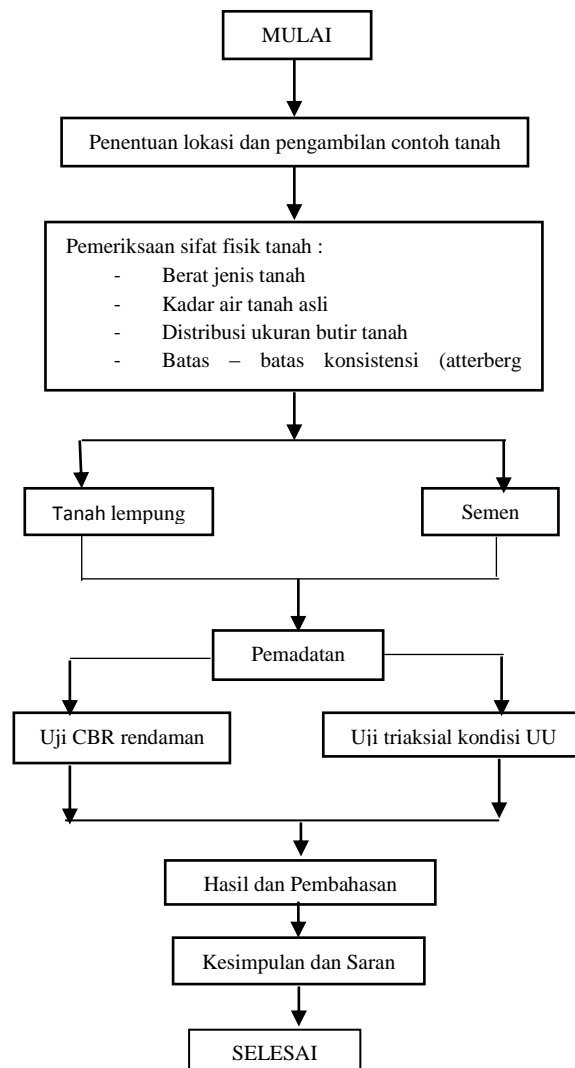 MULAI
Penentuan lokasi dan pengambilan contoh tanah
Pemeriksaan sifat fisik tanah :
- Berat jenis tanah
- Kadar air tanah asli
- Distribusi ukuran butir tanah
- Batas – batas konsistensi (atterberg
Tanah lempung
Semen
Pemadatan
Uji CBR rendaman
Uji triaksial kondisi UU
Hasil dan Pembahasan
Kesimpulan dan Saran
SELESAI